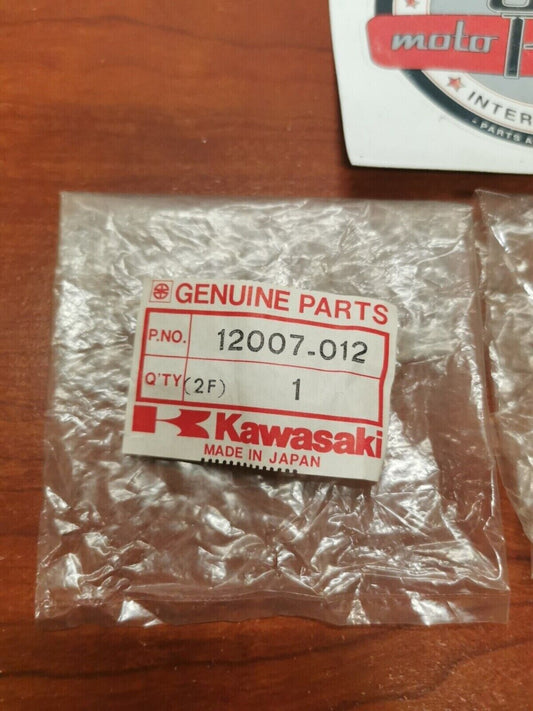 moto
INTER
- PARTS A
GENUINE PARTS
P.NO. 12007-012
Q'TY (2F) 1
Kawasaki
MADE IN JAPAN